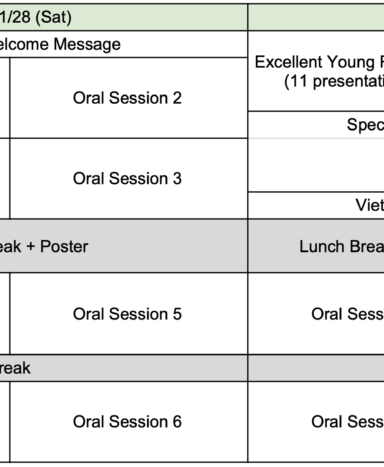 1/28 (Sat)
elcome Message
Excellent Young
(11 presentati
Oral Session 2
Spec
Oral Session 3
Viet
eak + Poster
Lunch Brea
Oral Session 5
Oral Sess
reak
Oral Session 6
Oral Sess